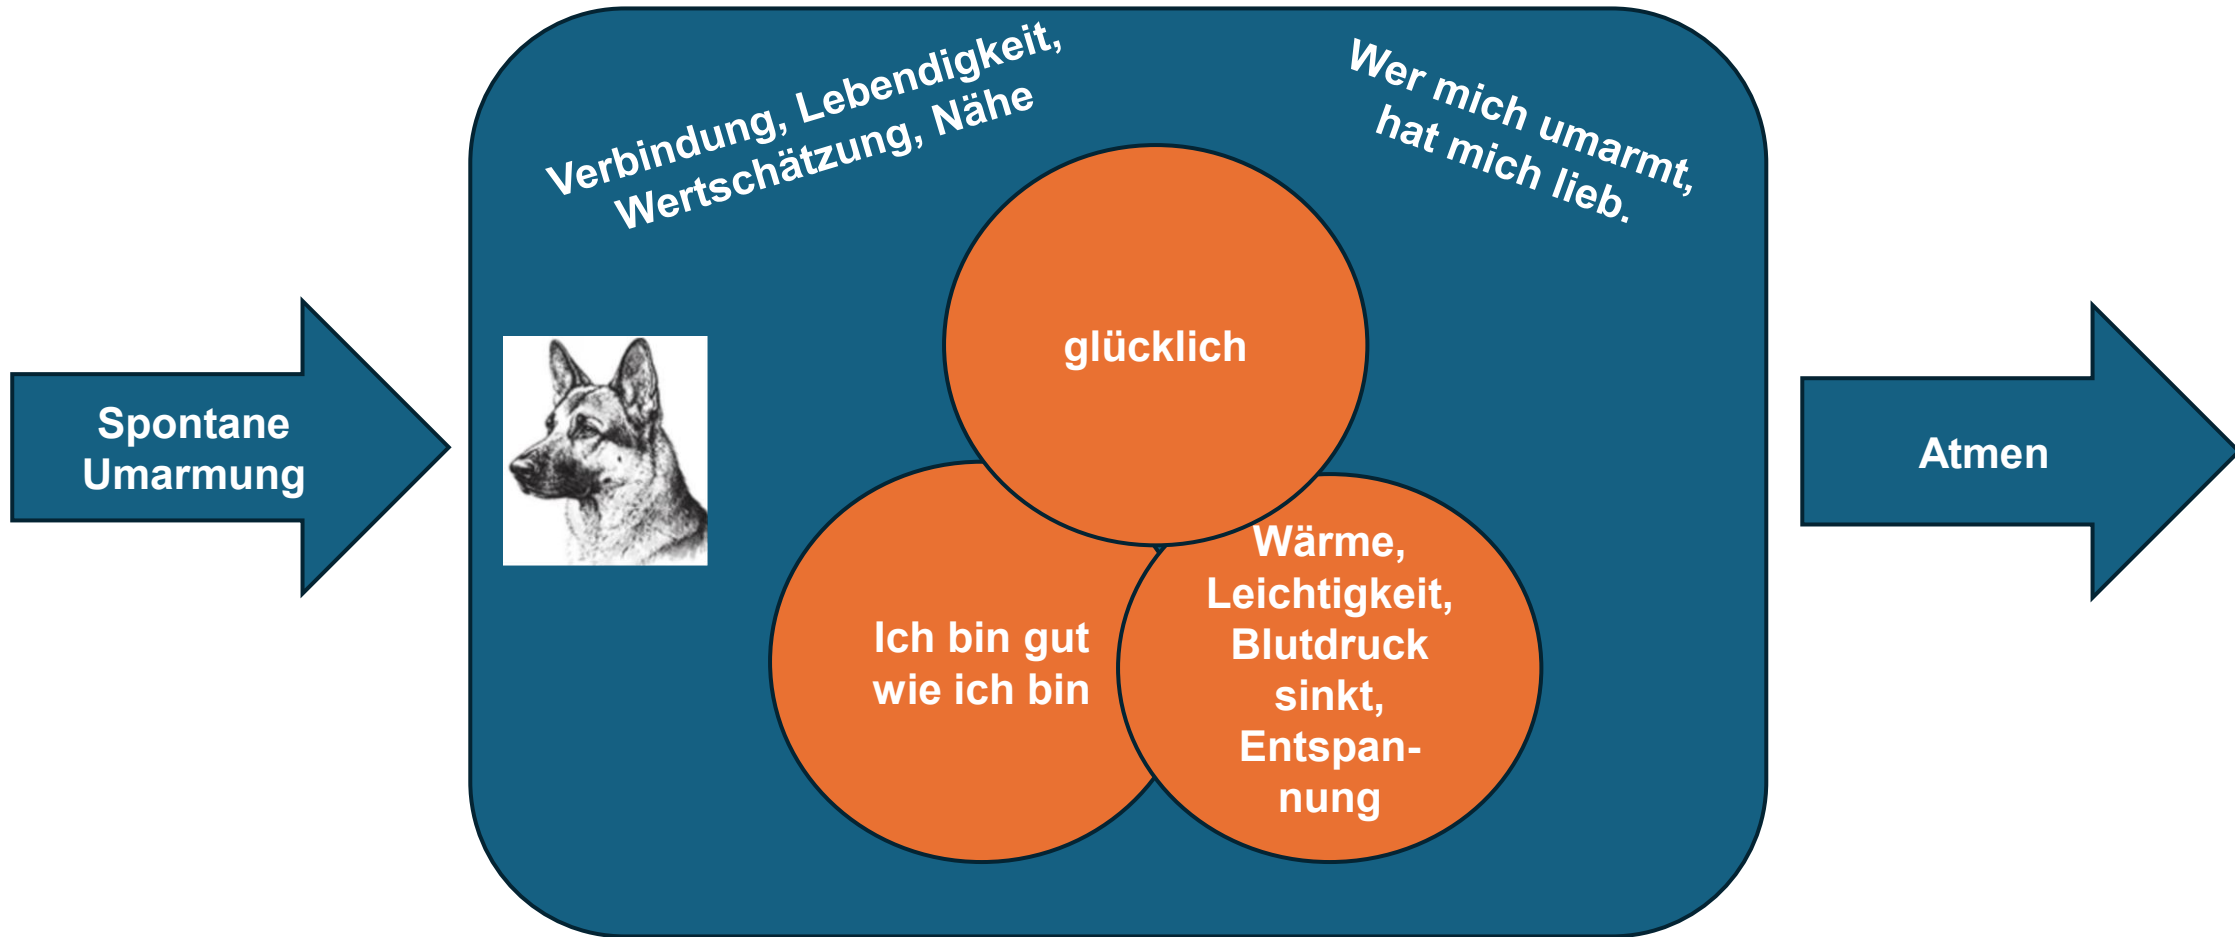 Verbindung, Lebendigkeit,
Wertschätzung, Nähe
Wer mich umarmt,
hat mich lieb.
Spontane
Umarmung
glücklich
Ich bin gut
wie ich bin
Wärme,
Leichtigkeit,
Blutdruck
sinkt,
Entspan-
nung
Atmen